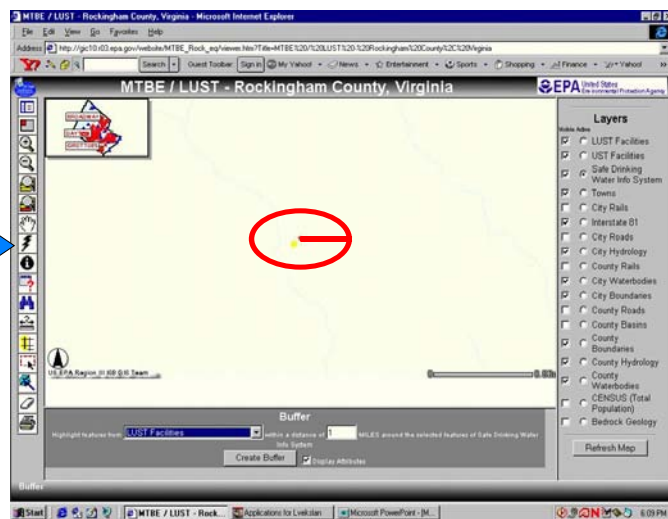 MTBE / LUST - Rockingham County, Virginia - Microsoft Internet Explorer
File Edit View Go Favorites Help
Address http://gic10.r03.epa.gov/website/MTBE_Rock_eq/viewer.htm?Title=MTBE%20/%20LUST%20-%20Rockingham%20County%2C%20Virginia
Search Guest Toolbar: Sign in My Yahoo! News Entertainment Sports Shopping Finance Yahoo!
MTBE / LUST - Rockingham County, Virginia
EPA United States
Environmental Protection Agency
BROADWAY
DAYTON
Layers
Visible Active
LUST Facilities
UST Facilities
Safe Drinking
Water Info System
Towns
City Rails
Interstate 81
City Roads
City Hydrology
County Rails
City Waterbodies
City Boundaries
County Roads
County Basins
County
Boundaries
County Hydrology
County
Waterbodies
CENSUS (Total
Population)
Bedrock Geology
Refresh Map
US EPA Region III R3 GIS Team
0
Buffer
Highlight features from LUST Facilities within a distance of 1 MILES around the selected features of Safe Drinking Water
Info System
Create Buffer Display Attributes
Buffer
Start MTBE / LUST - Rock... Microsoft PowerPoint - [M... 6:09 PM